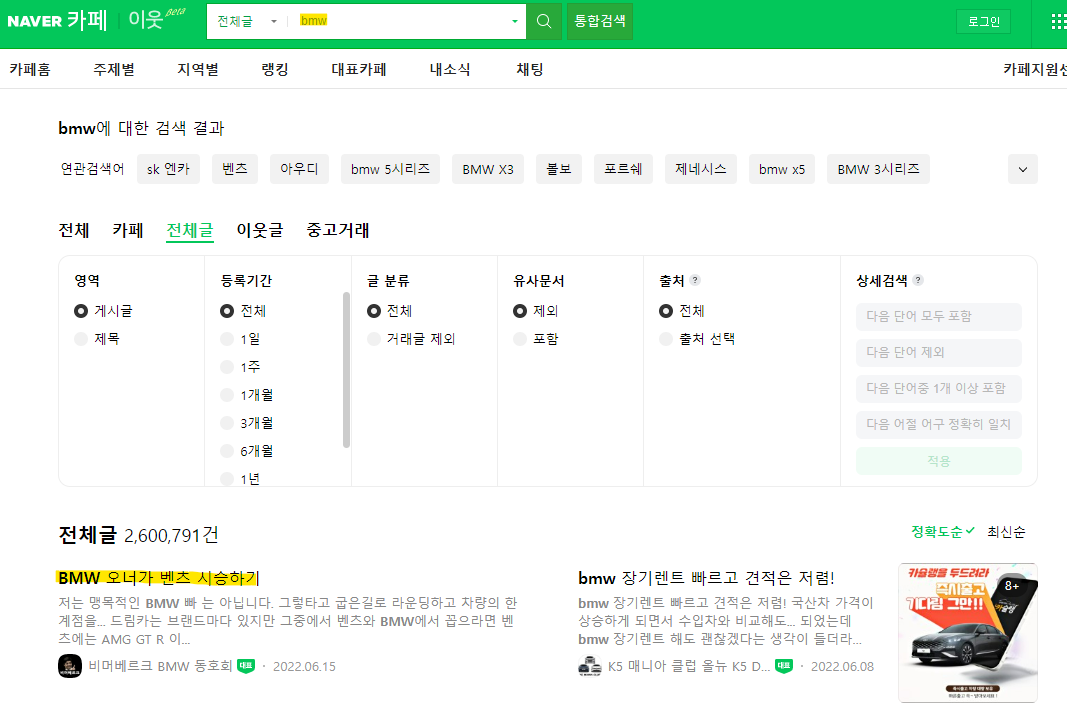 NAVER 카페 이웃 Beta 전체글 bmw 통합검색 로그인
카페홈 주제별 지역별 랭킹 대표카페 내소식 채팅 카페지원센
bmw에 대한 검색 결과
연관검색어 sk 엔카 벤츠 아우디 bmw 5시리즈 BMW X3 볼보 포르쉐 제네시스 bmw x5 BMW 3시리즈
전체 카페 전체글 이웃글 중고거래
영역 등록기간 글 분류 유사문서 출처 ? 상세검색 ?
게시글 전체 전체 제외 전체 다음 단어 모두 포함
제목 1일 거래글 제외 포함 출처 선택 다음 단어 제외
1주
1개월 다음 단어중 1개 이상 포함
3개월 다음 어절 어구 정확히 일치
6개월 적용
1년
전체글 2,600,791건 정확도순 최신순
BMW 오너가 벤츠 시승하기
저는 맹목적인 BMW 빠 는 아닙니다. 그렇타고 굽은길로 라운딩하고 차량의 한
계점을... 드림카는 브랜드마다 있지만 그중에서 벤츠와 BMW에서 꼽으라면 벤
츠에는 AMG GT R 이...
비머베르크 BMW 동호회 대표 · 2022.06.15
bmw 장기렌트 빠르고 견적은 저렴!
bmw 장기렌트 빠르고 견적은 저렴! 국산차 가격이
상승하게 되면서 수입차와 비교해도... 되었는데
bmw 장기렌트 해도 괜찮겠다는 생각이 들더라...
K5 매니아 클럽 올뉴 K5 D... 대표 · 2022.06.08
카슐랭을 두드려라
즉시출고
기다림 그만!!
8+